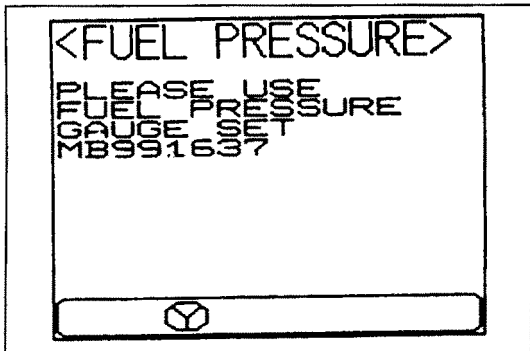 <FUEL PRESSURE>
PLEASE USE
FUEL PRESSURE
GAUGE SET
MB991637
Y